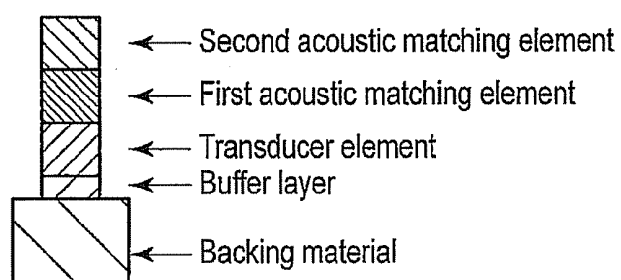 Second acoustic matching element
First acoustic matching element
Transducer element
Buffer layer
Backing material